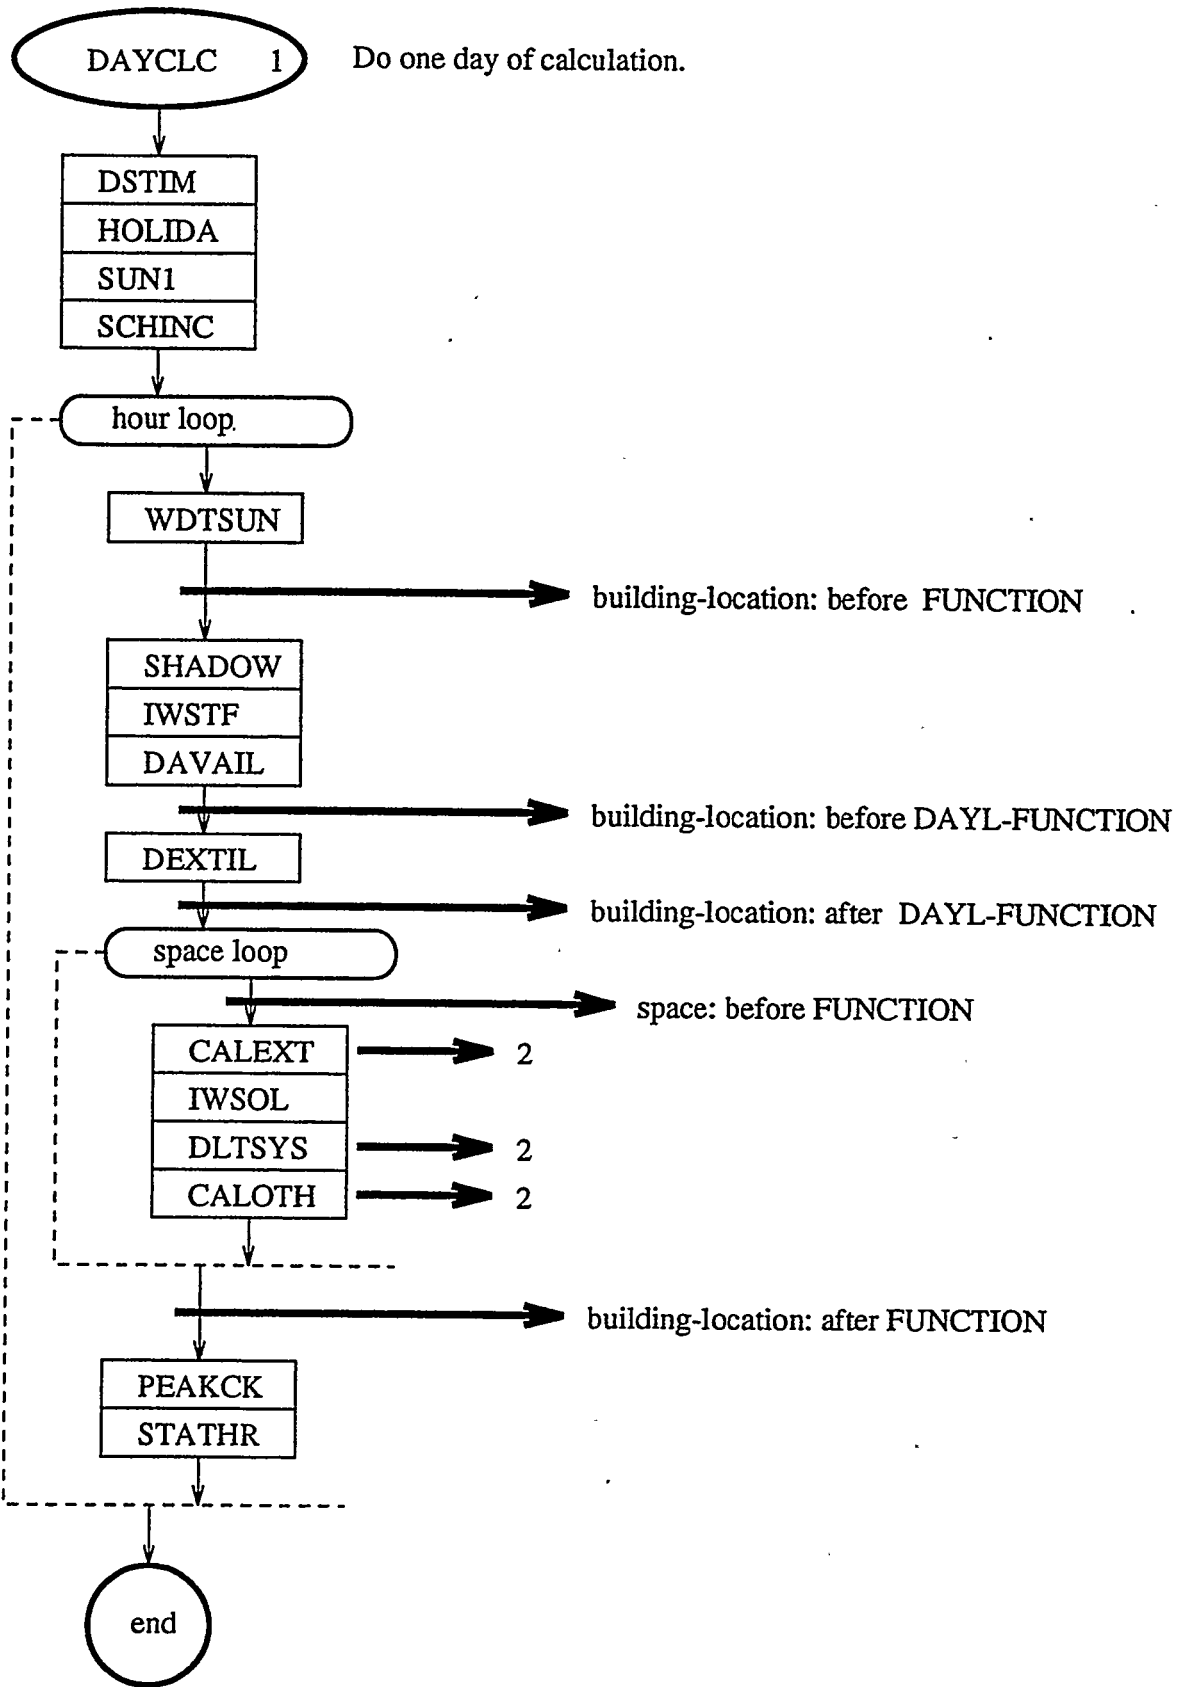 DAYCLC 1 Do one day of calculation.
DSTIM
HOLIDA
SUN1
SCHINC
hour loop
WDTSUN
building-location: before FUNCTION
SHADOW
IWSTF
DAVAIL
building-location: before DAYL-FUNCTION
DEXTIL
building-location: after DAYL-FUNCTION
space loop
space: before FUNCTION
CALEXT 2
IWSOL
DLTSYS 2
CALOTH 2
building-location: after FUNCTION
PEAKCK
STATHR
end